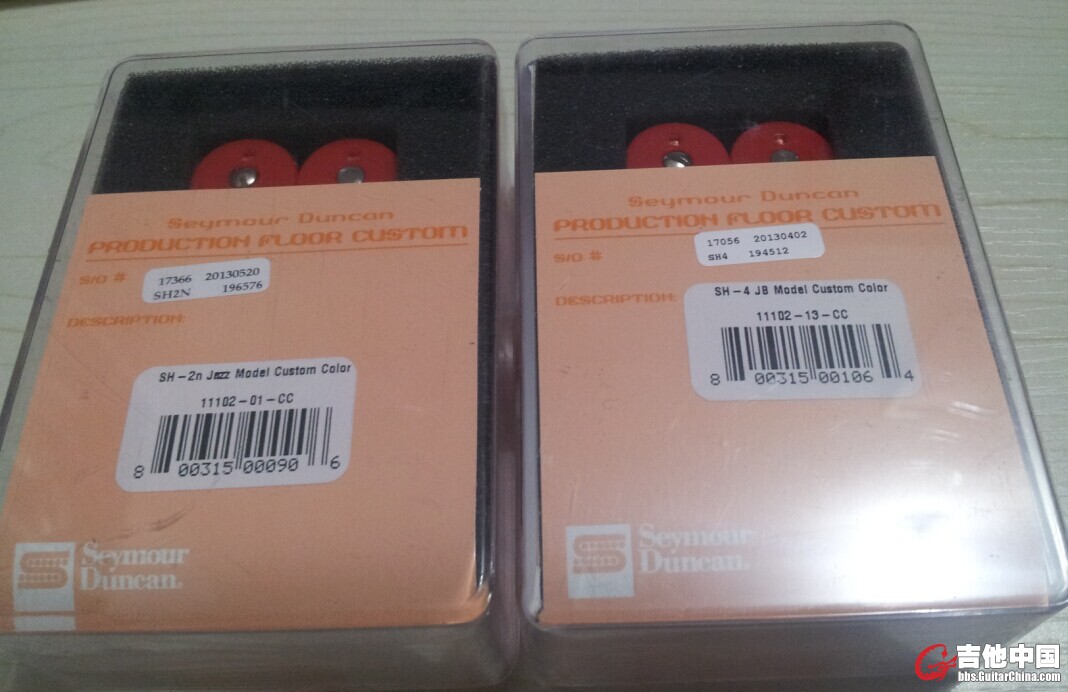 Seymour Duncan
PRODUCTION FLOOR CUSTOM
S/O #
17366 20130520
SH2N 196576
DESCRIPTION:
SH-2n Jazz Model Custom Color
11102-01-CC
8 00315 00090 6
Seymour
Duncan.
Seymour Duncan
PRODUCTION FLOOR CUSTOM
S/O #
17056 20130402
SH4 194512
DESCRIPTION:
SH-4 JB Model Custom Color
11102-13-CC
8 00315 00106 4
Seymour
Duncan.
吉他中国
bbs.GuitarChina.com